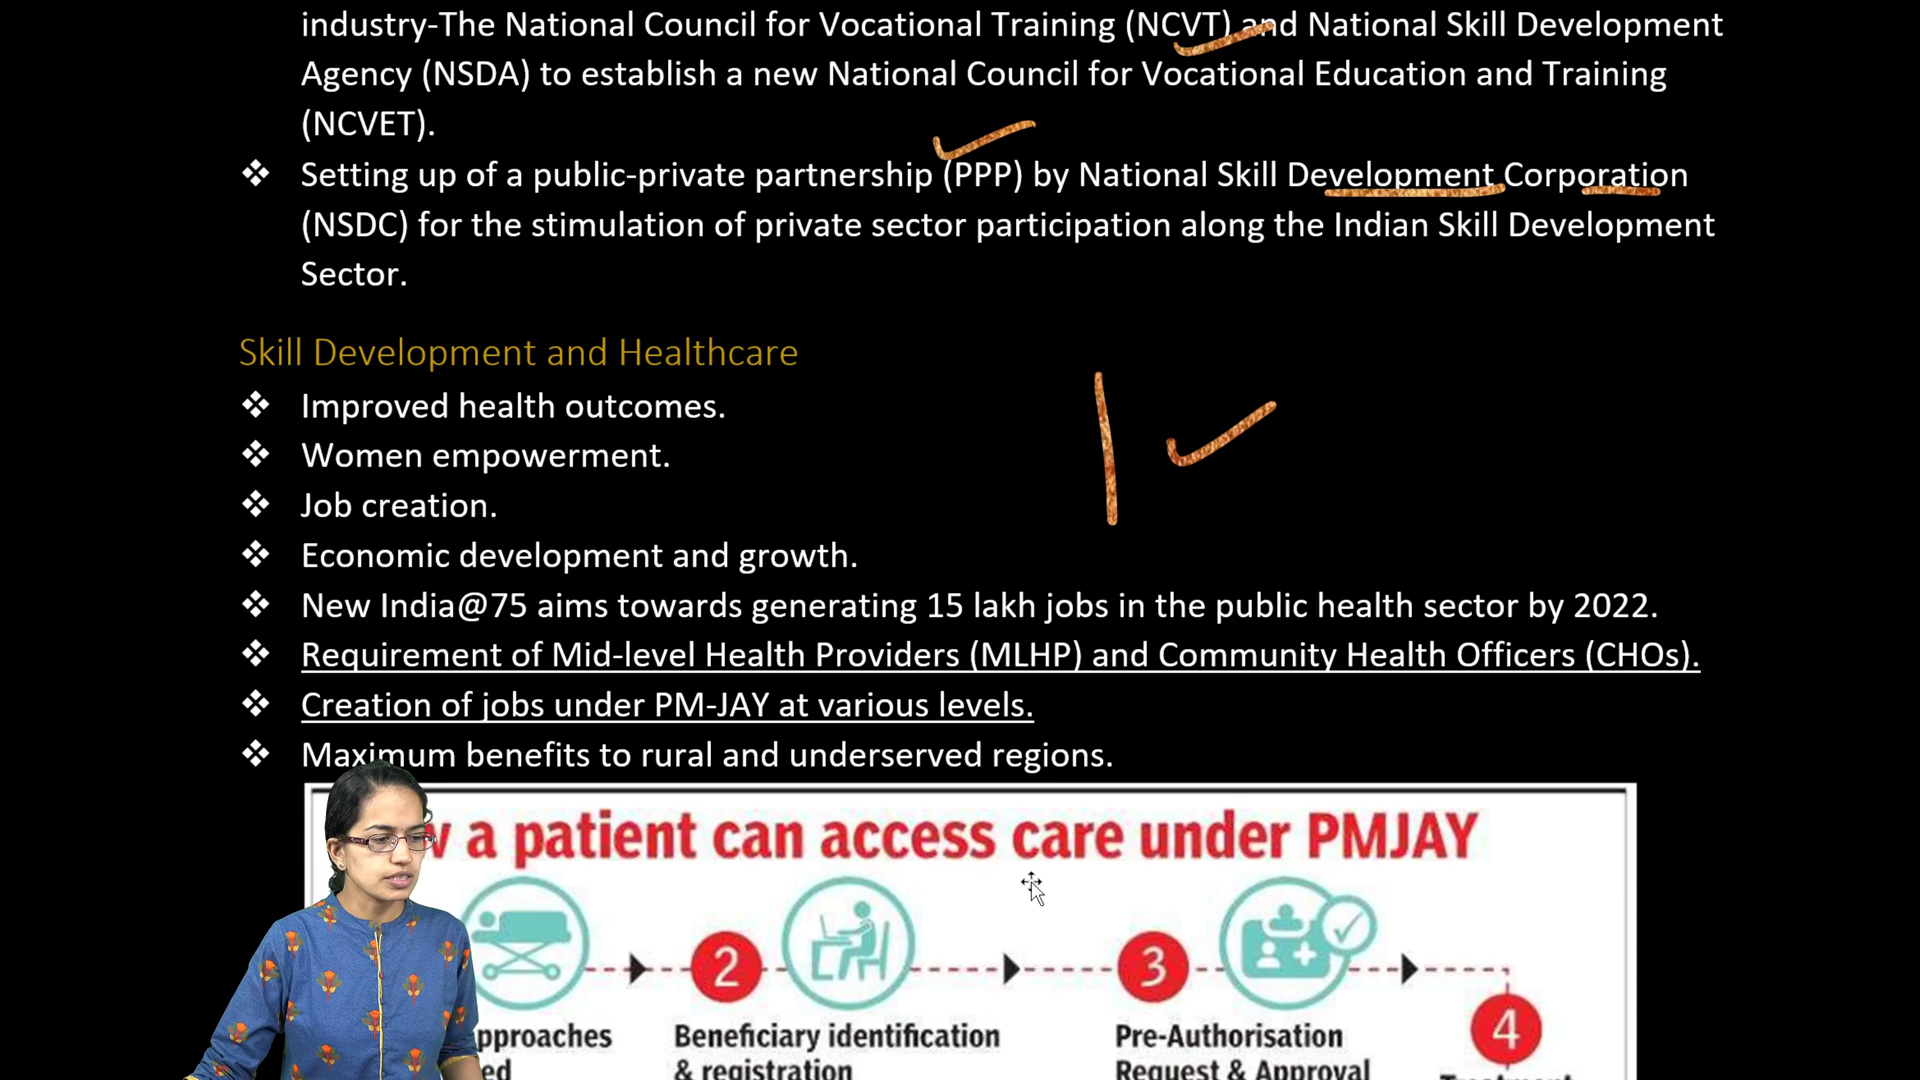 industry-The National Council for Vocational Training (NCVT) and National Skill Development
Agency (NSDA) to establish a new National Council for Vocational Education and Training
(NCVET).
❖ Setting up of a public-private partnership (PPP) by National Skill Development Corporation
(NSDC) for the stimulation of private sector participation along the Indian Skill Development
Sector.
Skill Development and Healthcare
❖ Improved health outcomes.
❖ Women empowerment.
❖ Job creation.
❖ Economic development and growth.
❖ New India@75 aims towards generating 15 lakh jobs in the public health sector by 2022.
❖ Requirement of Mid-level Health Providers (MLHP) and Community Health Officers (CHOs).
❖ Creation of jobs under PM-JAY at various levels.
❖ Maximum benefits to rural and underserved regions.
a patient can access care under PMJAY
2
3
4
Beneficiary identification
& registration
Pre-Authorisation
Request & Approval